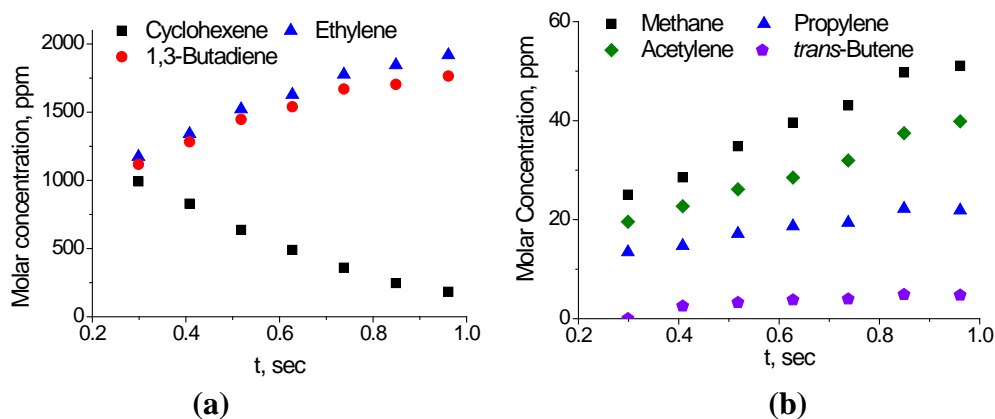 Cyclohexene Ethylene
1,3-Butadiene
2000
1500
1000
500
0
0.2 0.4 0.6 0.8 1.0
Molar concentration, ppm
t, sec
(a)
Methane Propylene
Acetylene trans-Butene
60
40
20
0
0.2 0.4 0.6 0.8 1.0
Molar Concentration, ppm
t, sec
(b)